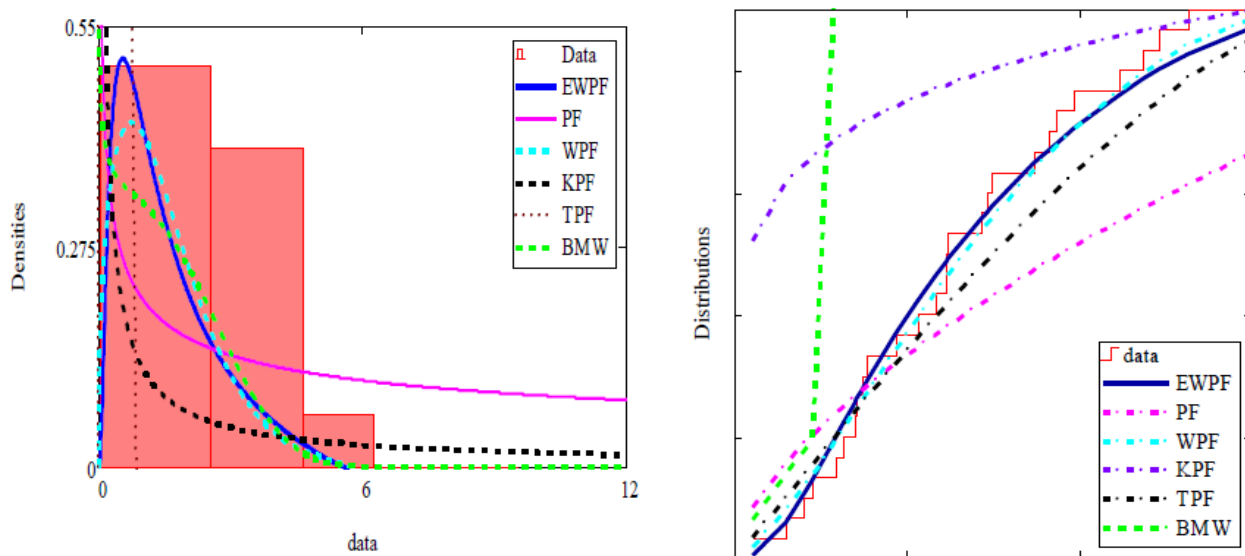 0.55
Data
EWPF
PF
WPF
KPF
TPF
BMW
Densities
0.275
0
0
6
12
data
Distributions
data
EWPF
PF
WPF
KPF
TPF
BMW